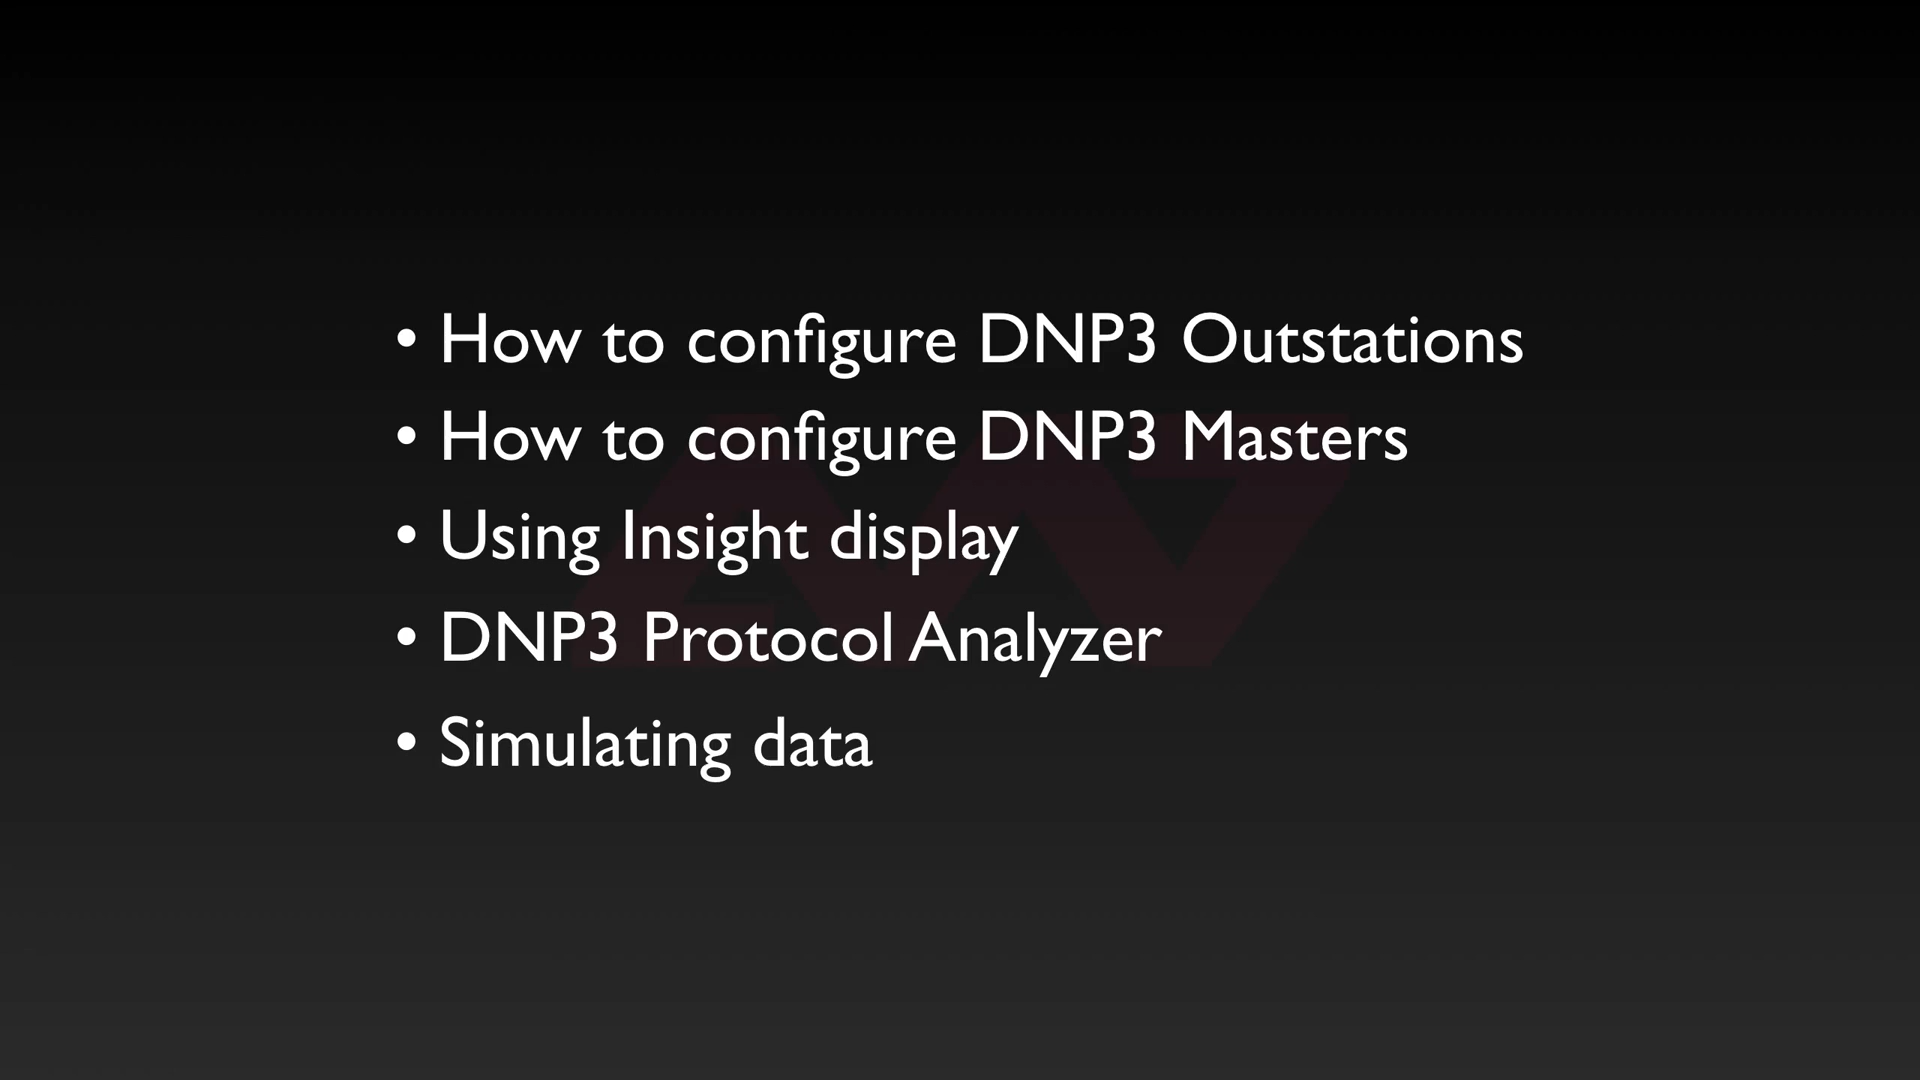 • How to configure DNP3 Outstations
• How to configure DNP3 Masters
• Using Insight display
• DNP3 Protocol Analyzer
• Simulating data